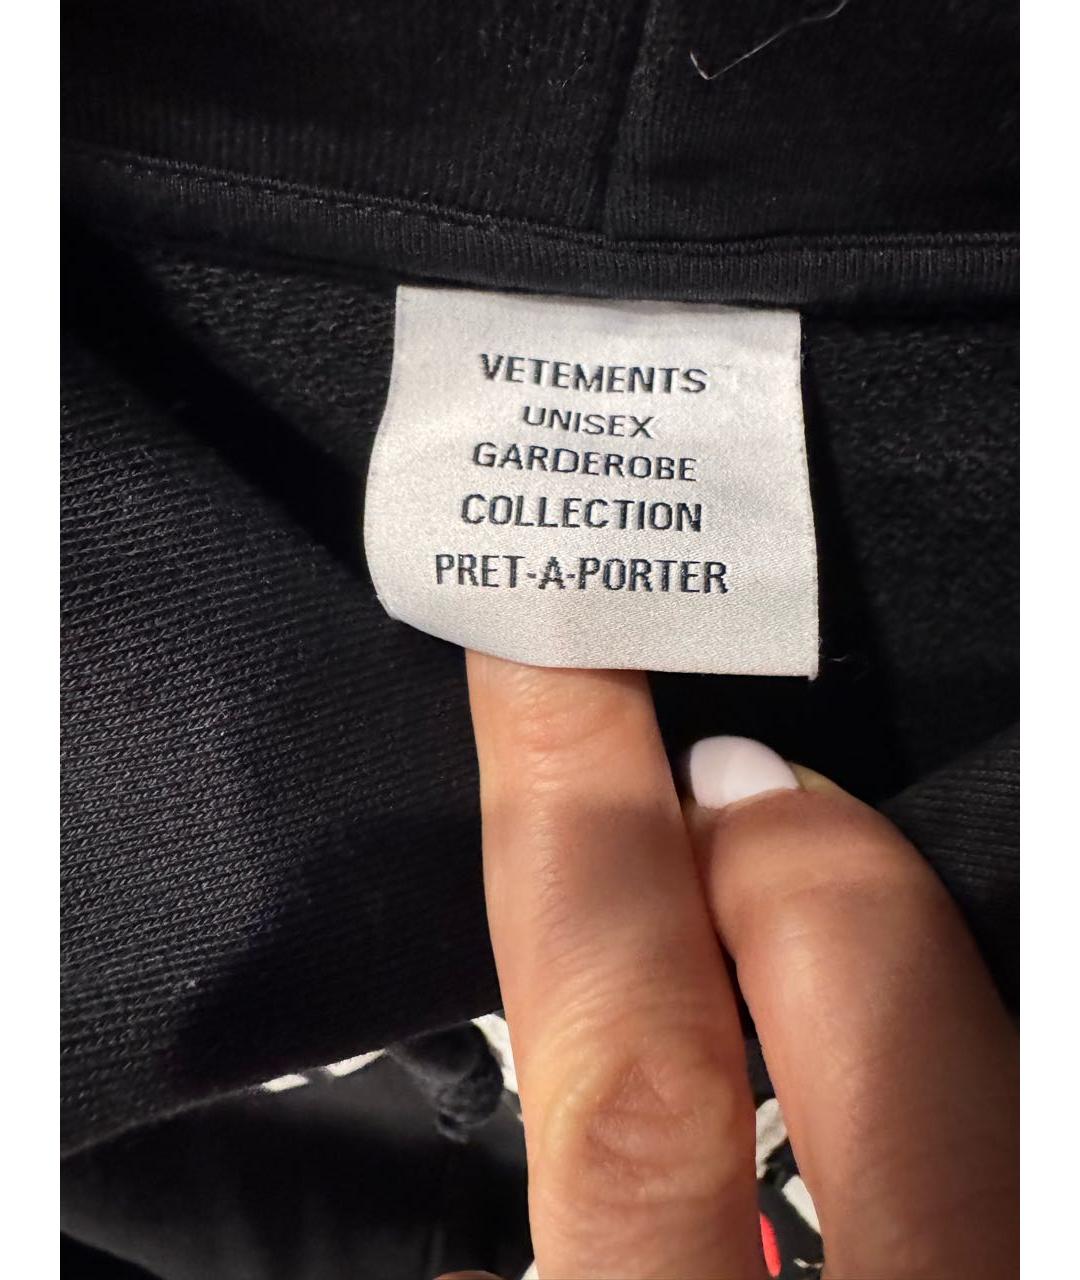 VETEMENTS
UNISEX
GARDEROBE
COLLECTION
PRET-A-PORTER